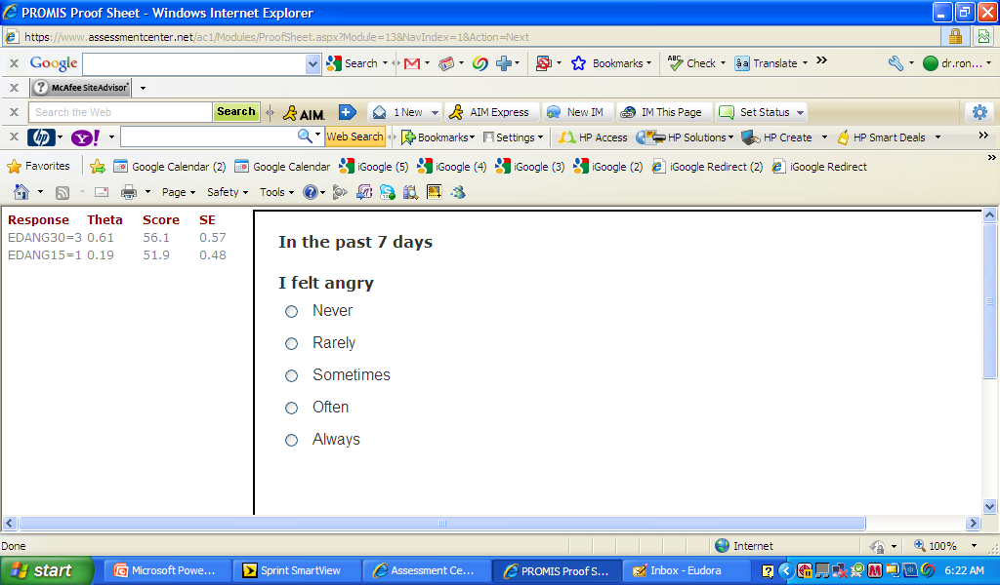 PROMIS Proof Sheet - Windows Internet Explorer
https://www.assessmentcenter.net/ac1/Modules/ProofSheet.aspx?Module=13&NavIndex=1&Action=Next
x Google Search Bookmarks ABC Check Translate » dr.ron...
x McAfee SiteAdvisor
x Search the Web Search AIM 1 New AIM Express New IM IM This Page Set Status
x hp Y! Web Search Bookmarks Settings HP Access HP Solutions HP Create HP Smart Deals »
Favorites Google Calendar (2) Google Calendar iGoogle (5) iGoogle (4) iGoogle (3) iGoogle (2) iGoogle Redirect (2) iGoogle Redirect »
Page Safety Tools
Response Theta Score SE
EDANG30=3 0.61 56.1 0.57
EDANG15=1 0.19 51.9 0.48
In the past 7 days
I felt angry
Never
Rarely
Sometimes
Often
Always
Done Internet 100%
start Microsoft Powe... Sprint SmartView Assessment Ce... PROMIS Proof S... Inbox - Eudora 6:22 AM